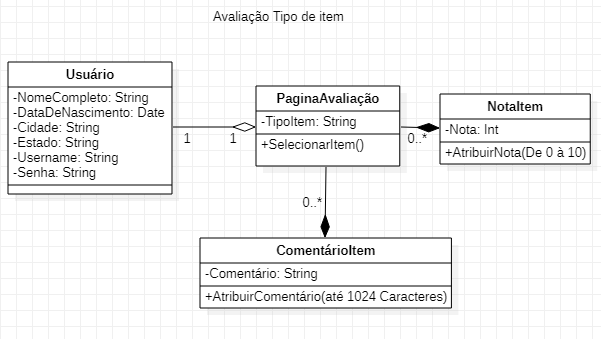 Avaliação Tipo de item
Usuário
-NomeCompleto: String
-DataDeNascimento: Date
-Cidade: String
-Estado: String
-Username: String
-Senha: String
1
1
PaginaAvaliação
-TipoItem: String
+SelecionarItem()
0..*
NotaItem
-Nota: Int
+AtribuirNota(De 0 à 10)
0..*
ComentárioItem
-Comentário: String
+AtribuirComentário(até 1024 Caracteres)